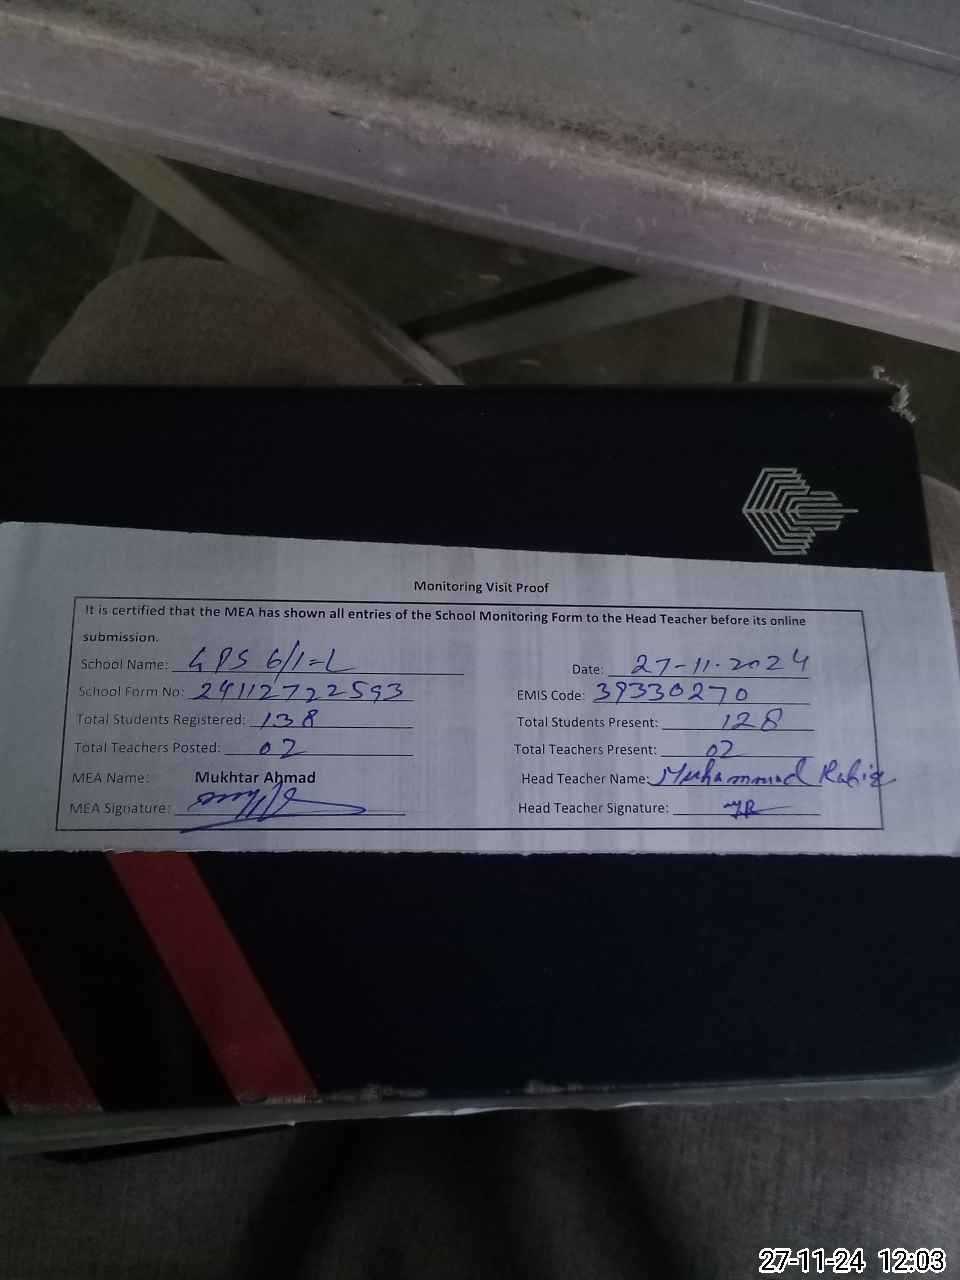 Monitoring Visit Proof
It is certified that the MEA has shown all entries of the School Monitoring Form to the Head Teacher before its online
submission.
School Name: GPS 6/1-L Date: 27-11-2024
School Form No: 24112722593 EMIS Code: 39330270
Total Students Registered: 138 Total Students Present: 128
Total Teachers Posted: 02 Total Teachers Present: 02
MEA Name: Mukhtar Ahmad Head Teacher Name: Muhammad
MEA Signature: Head Teacher Signature:
27-11-24 12:03